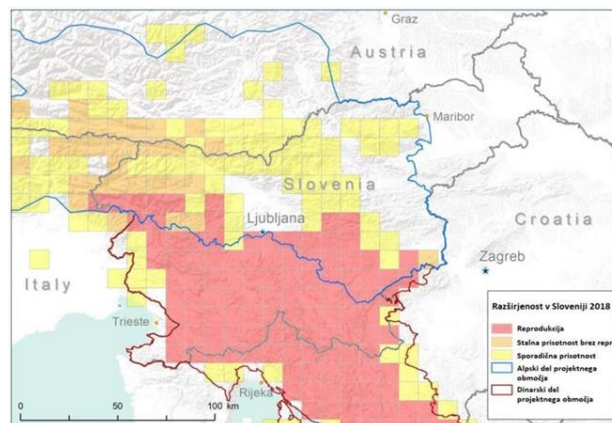 Graz
Austria
Maribor
Slovenia
Ljubljana
Croatia
Zagreb
Italy
Trieste
Rijeka
0 50 100 km
Razširjenost v Sloveniji 2018
Reprodukcija
Stalna prisotnost brez repr
Sporadična prisotnost
Alpski del projektnega
območja
Dinarski del
projektnega območja